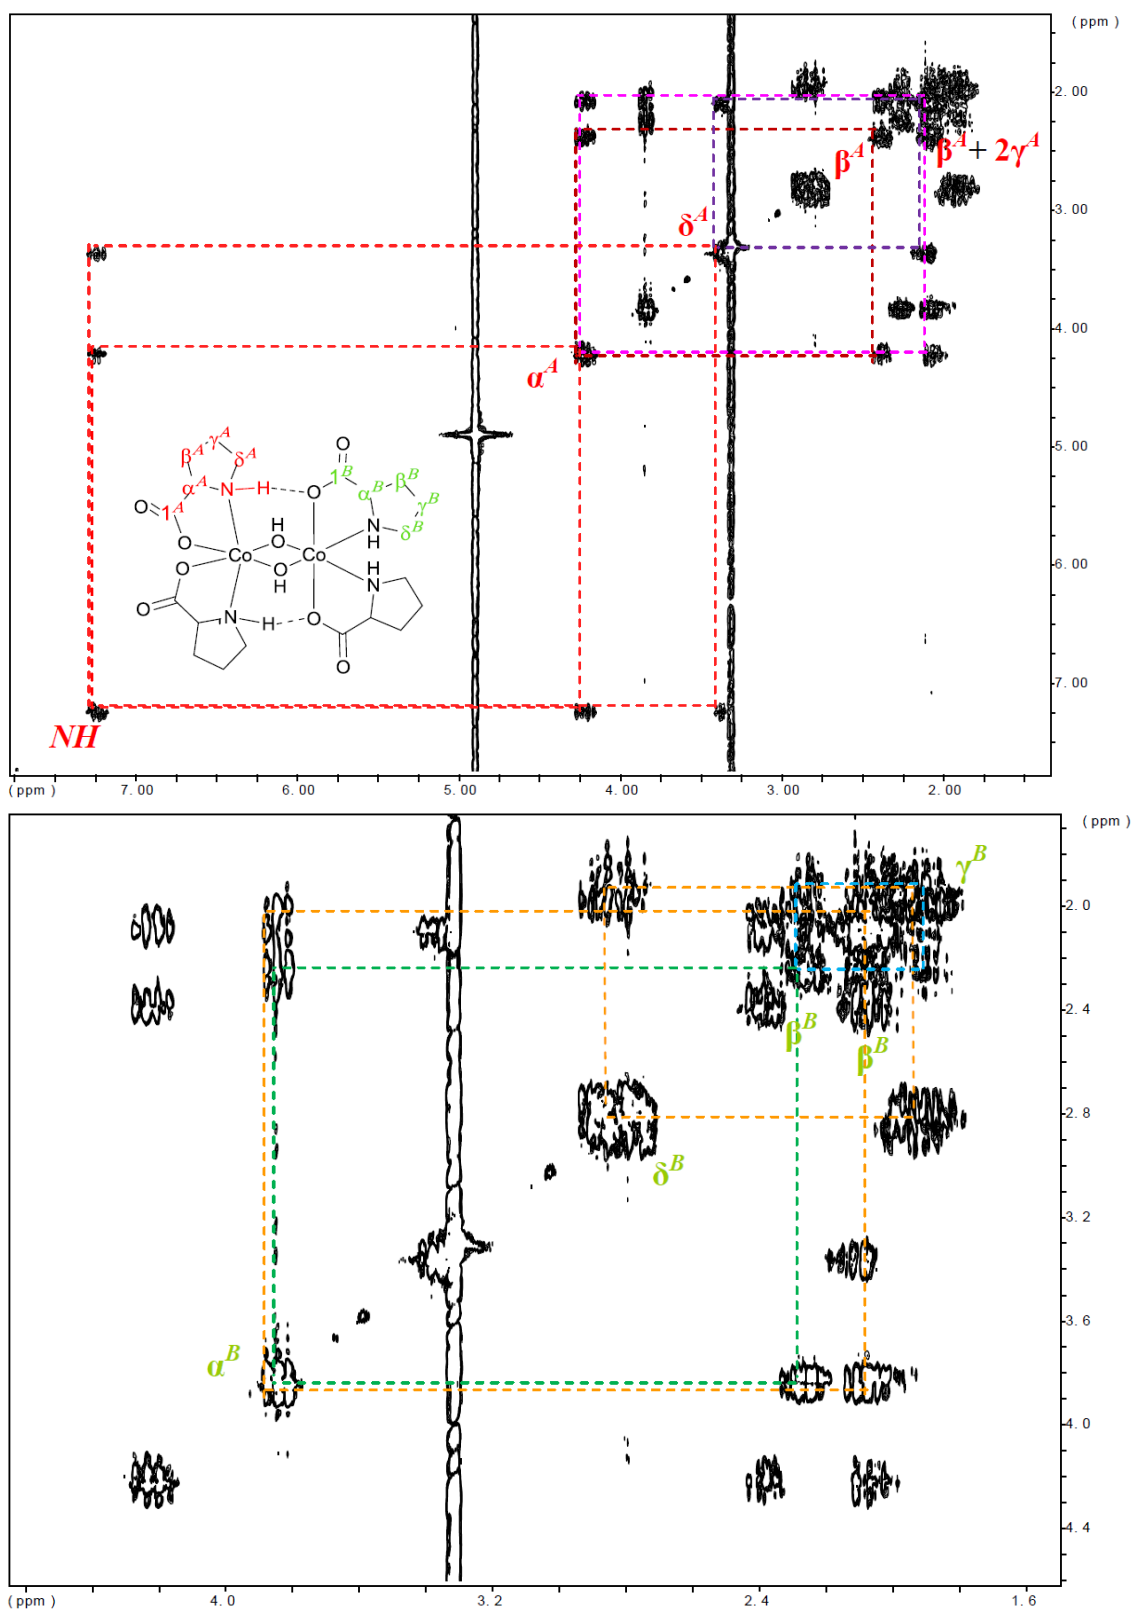 (ppm)
2.00
β^A
β^A + 2γ^A
3.00
δ^A
4.00
α^A
5.00
γ^A
β^A
δ^A
O
1^B
β^B
α^A
N
H
O
α^B
γ^B
O
1^A
H
N
δ^B
O
O
H
Co
Co
H
O
O
H
N
6.00
O
N
H
O
O
O
7.00
NH
(ppm)
7.00
6.00
5.00
4.00
3.00
2.00
(ppm)
γ^B
2.0
2.4
β^B
β^B
2.8
δ^B
3.2
3.6
α^B
4.0
4.4
(ppm)
4.0
3.2
2.4
1.6